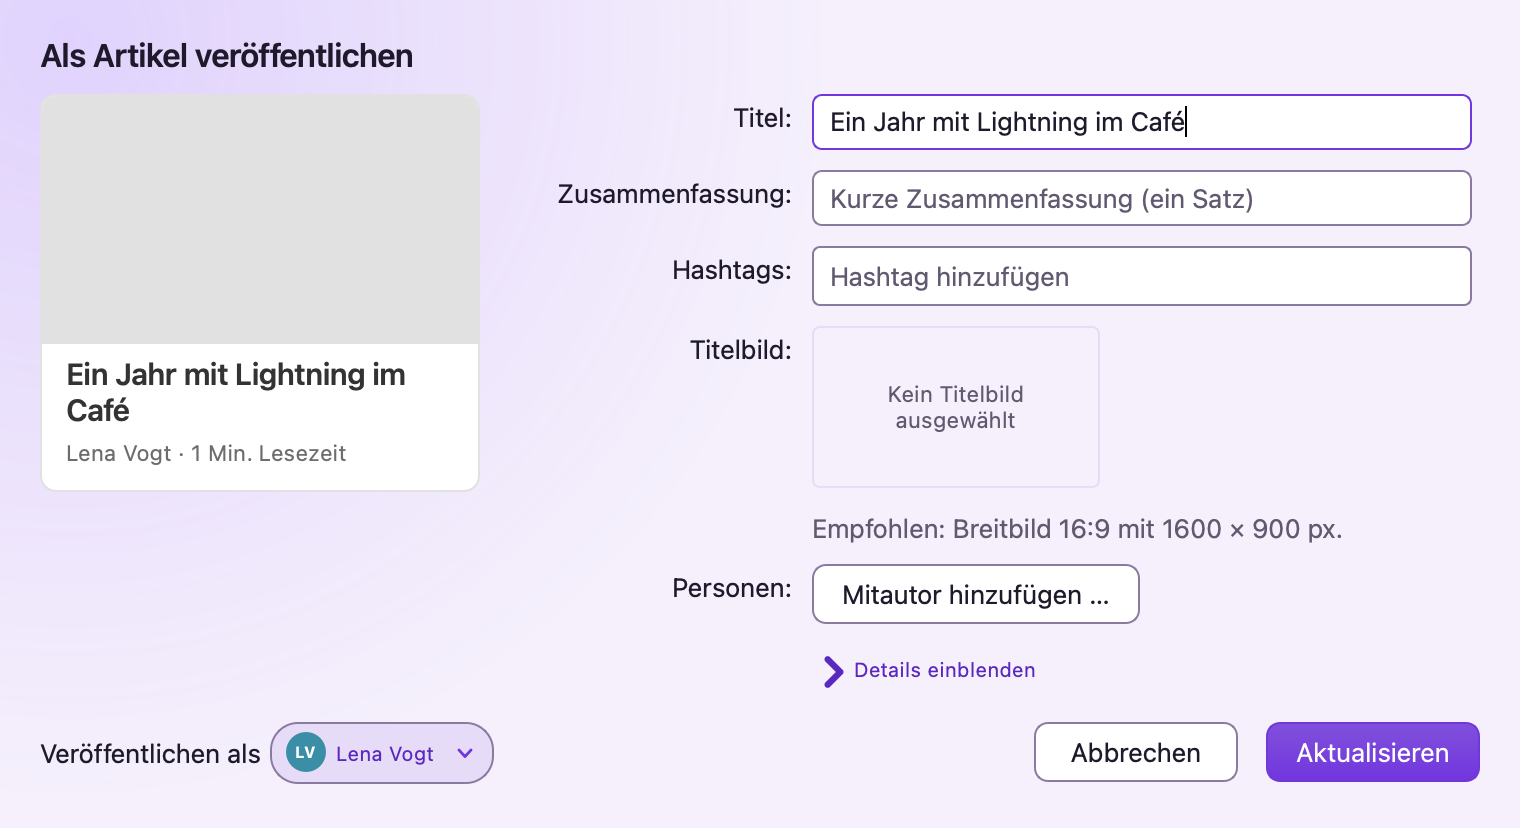 Als Artikel veröffentlichen
Ein Jahr mit Lightning im
Café
Lena Vogt · 1 Min. Lesezeit
Titel:
Ein Jahr mit Lightning im Café
Zusammenfassung:
Kurze Zusammenfassung (ein Satz)
Hashtags:
Hashtag hinzufügen
Titelbild:
Kein Titelbild
ausgewählt
Empfohlen: Breitbild 16:9 mit 1600 × 900 px.
Personen:
Mitautor hinzufügen ...
Details einblenden
Veröffentlichen als
LV
Lena Vogt
Abbrechen
Aktualisieren